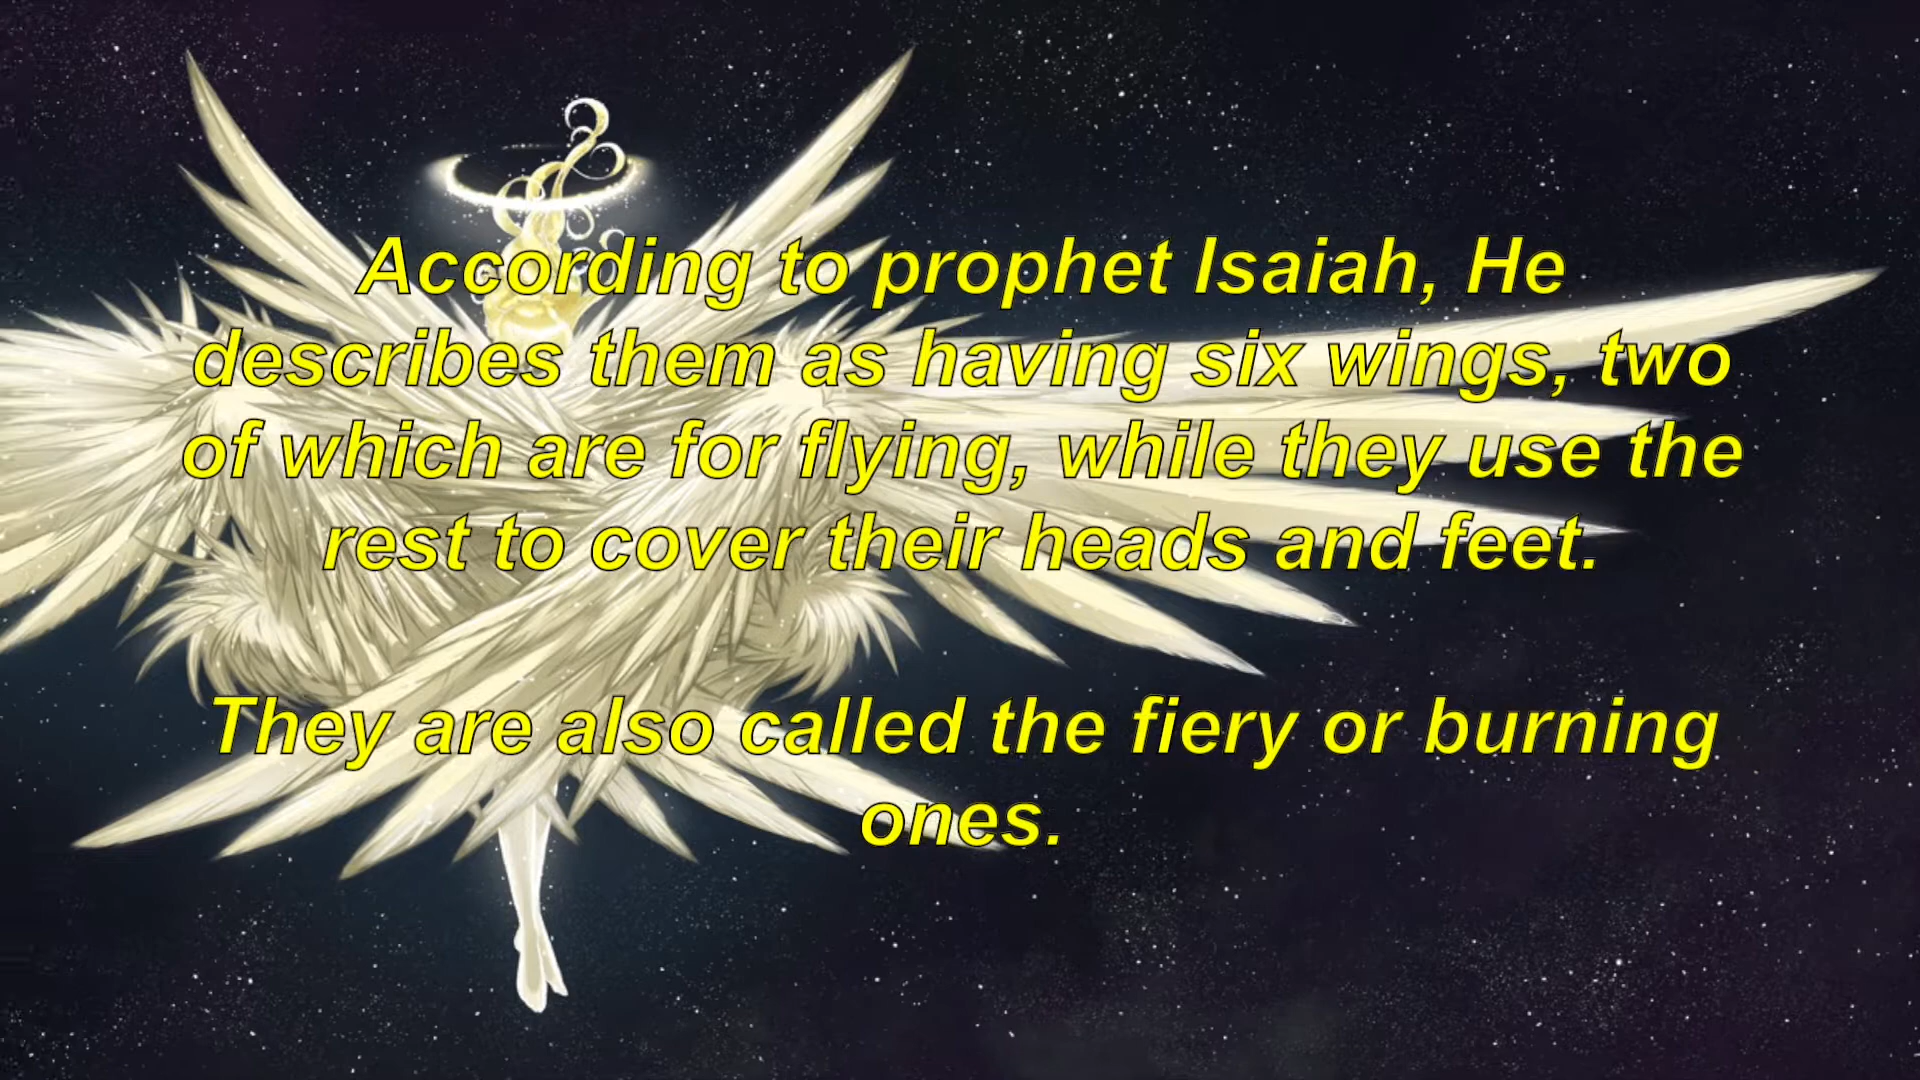 According to prophet Isaiah, He
describes them as having six wings, two
of which are for flying, while they use the
rest to cover their heads and feet.
They are also called the fiery or burning
ones.